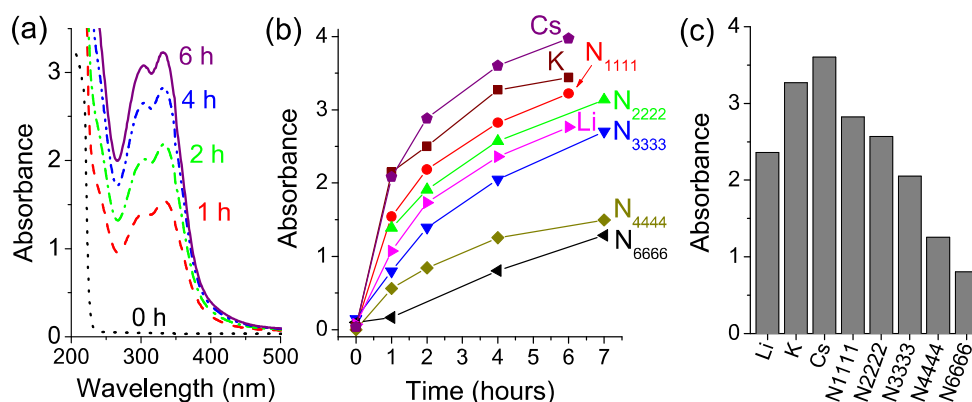 (a)
Absorbance
3
2
1
0
6 h
4 h
2 h
1 h
0 h
200 300 400 500
Wavelength (nm)
(b)
Absorbance
4
3
2
1
0
Cs
K
N1111
N2222
Li
N3333
N4444
N6666
0 1 2 3 4 5 6 7
Time (hours)
(c)
Absorbance
4
3
2
1
0
Li
K
Cs
N1111
N2222
N3333
N4444
N6666